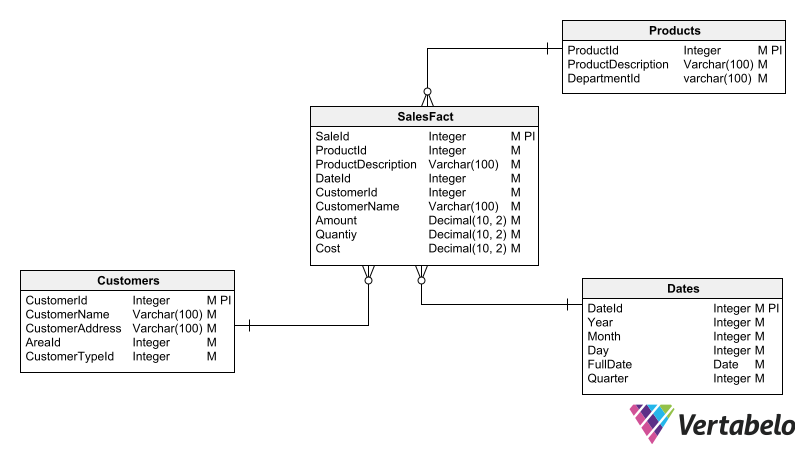 Products
ProductId Integer M PI
ProductDescription Varchar(100) M
DepartmentId varchar(100) M
SalesFact
SaleId Integer M PI
ProductId Integer M
ProductDescription Varchar(100) M
DateId Integer M
CustomerId Integer M
CustomerName Varchar(100) M
Amount Decimal(10, 2) M
Quantiy Decimal(10, 2) M
Cost Decimal(10, 2) M
Customers
CustomerId Integer M PI
CustomerName Varchar(100) M
CustomerAddress Varchar(100) M
AreaId Integer M
CustomerTypeId Integer M
Dates
DateId Integer M PI
Year Integer M
Month Integer M
Day Integer M
FullDate Date M
Quarter Integer M
Vertabelo